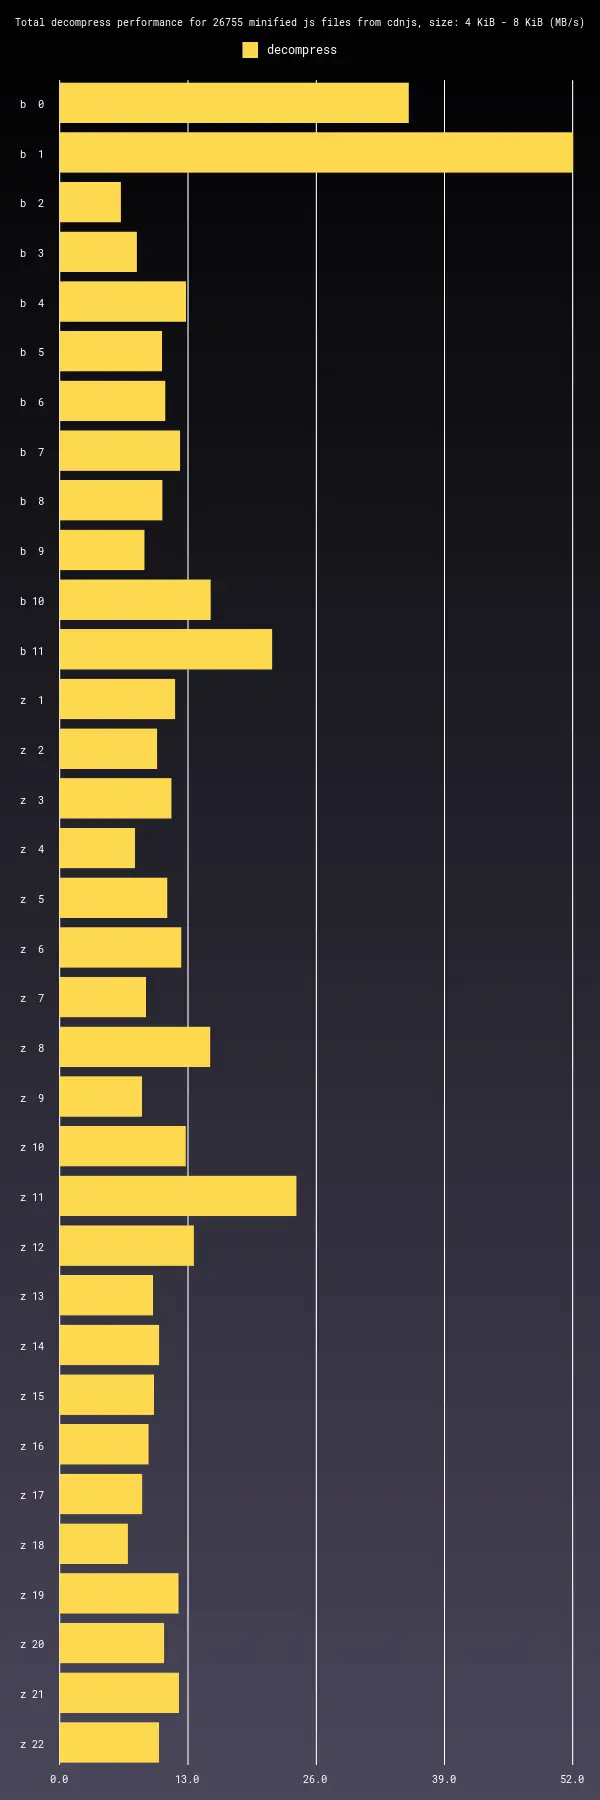 Total decompress performance for 26755 minified js files from cdnjs, size: 4 KiB - 8 KiB (MB/s)
decompress
b 0
b 1
b 2
b 3
b 4
b 5
b 6
b 7
b 8
b 9
b 10
b 11
z 1
z 2
z 3
z 4
z 5
z 6
z 7
z 8
z 9
z 10
z 11
z 12
z 13
z 14
z 15
z 16
z 17
z 18
z 19
z 20
z 21
z 22
0.0 13.0 26.0 39.0 52.0